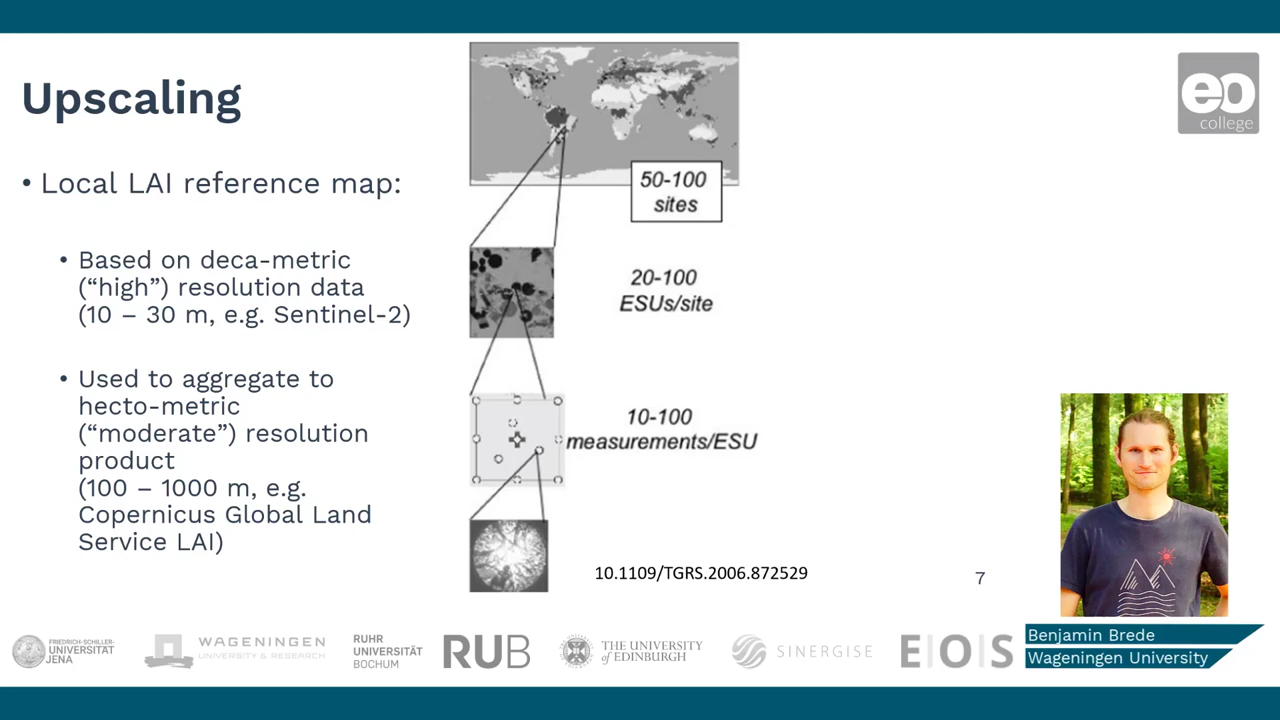 Upscaling
• Local LAI reference map:
• Based on deca-metric
(“high”) resolution data
(10 – 30 m, e.g. Sentinel-2)
• Used to aggregate to
hecto-metric
(“moderate”) resolution
product
(100 – 1000 m, e.g.
Copernicus Global Land
Service LAI)
50-100
sites
20-100
ESUs/site
10-100
measurements/ESU
10.1109/TGRS.2006.872529
7
eo
college
Benjamin Brede
Wageningen University
FRIEDRICH-SCHILLER-
UNIVERSITÄT
JENA
WAGENINGEN
UNIVERSITY & RESEARCH
RUHR
UNIVERSITÄT
BOCHUM
RUB
THE UNIVERSITY
of EDINBURGH
SINERGISE
E|O|S